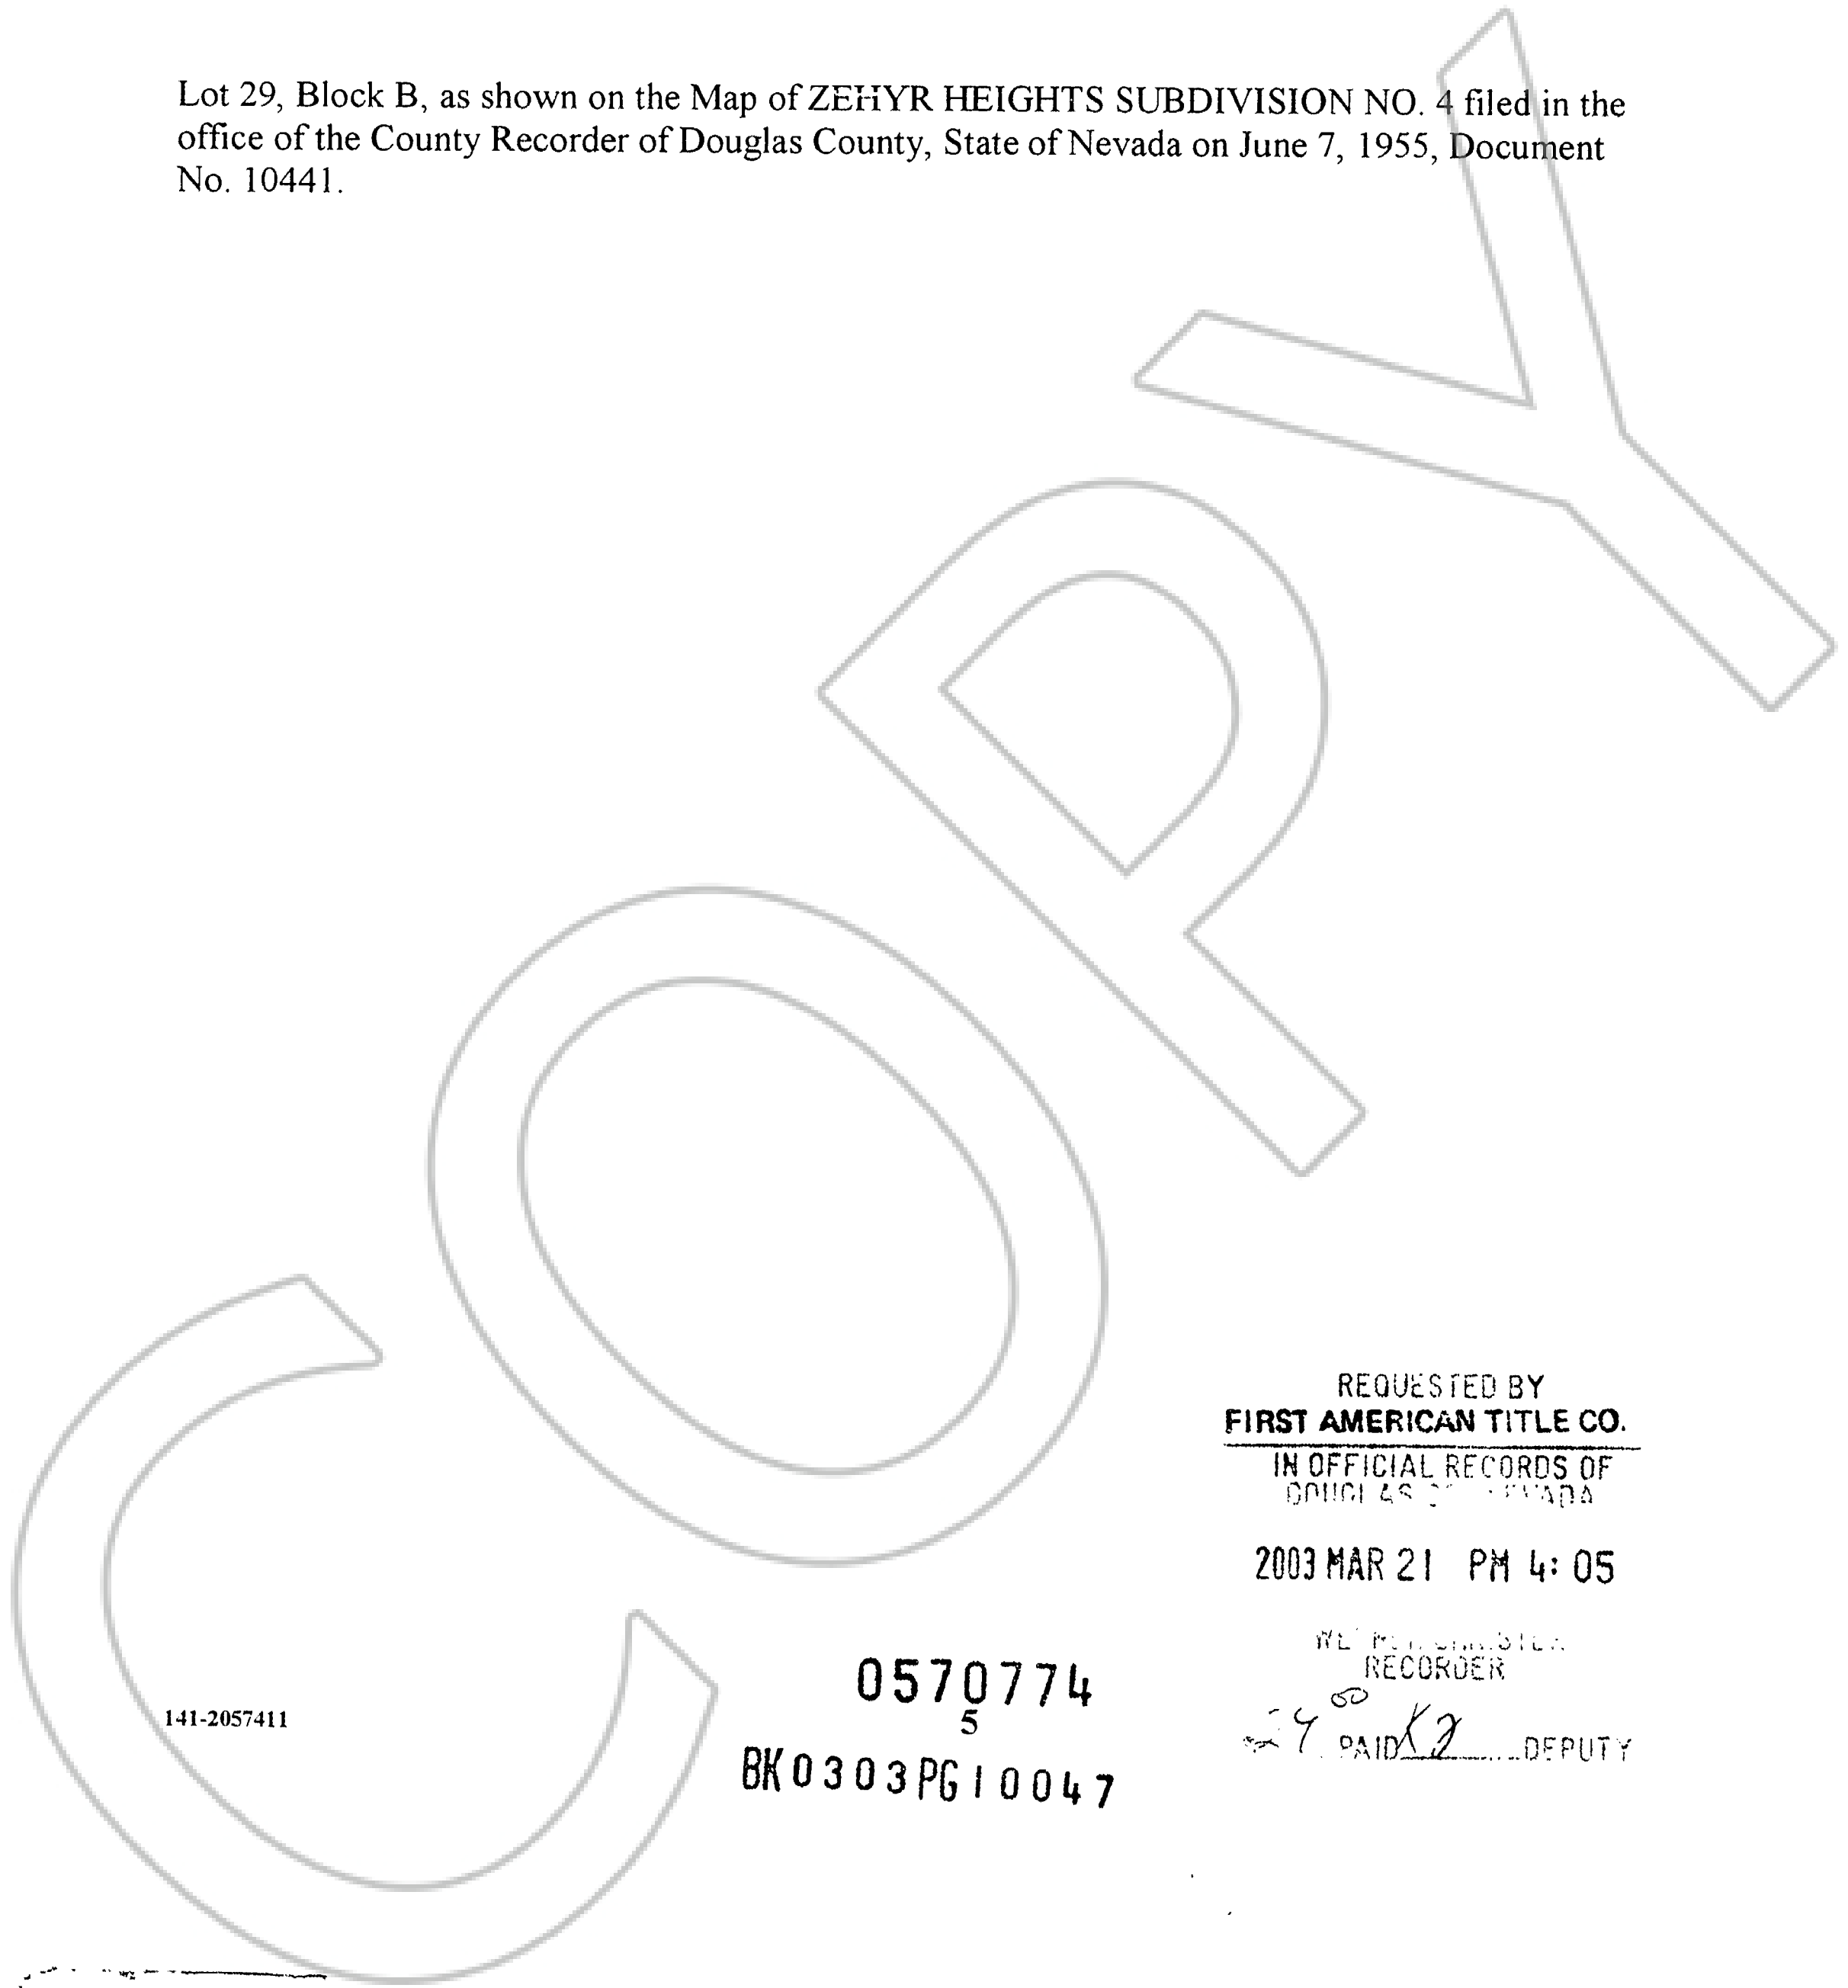 Lot 29, Block B, as shown on the Map of ZEHYR HEIGHTS SUBDIVISION NO. 4 filed in the
office of the County Recorder of Douglas County, State of Nevada on June 7, 1955, Document
No. 10441.
COPY
REQUESTED BY
FIRST AMERICAN TITLE CO.
IN OFFICIAL RECORDS OF
DOUGLAS NEVADA
2003 MAR 21 PM 4: 05
RECORDER
PAID DEPUTY
0570774
5
BK0303PG10047
141-2057411